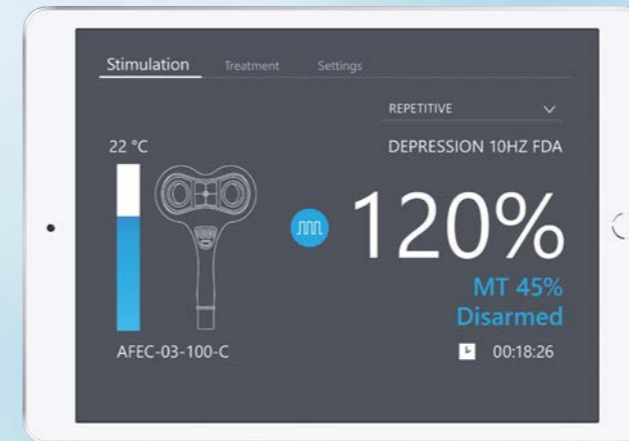 Stimulation Treatment Settings
REPETITIVE
22 °C
DEPRESSION 10HZ FDA
120%
MT 45%
Disarmed
AFEC-03-100-C
00:18:26